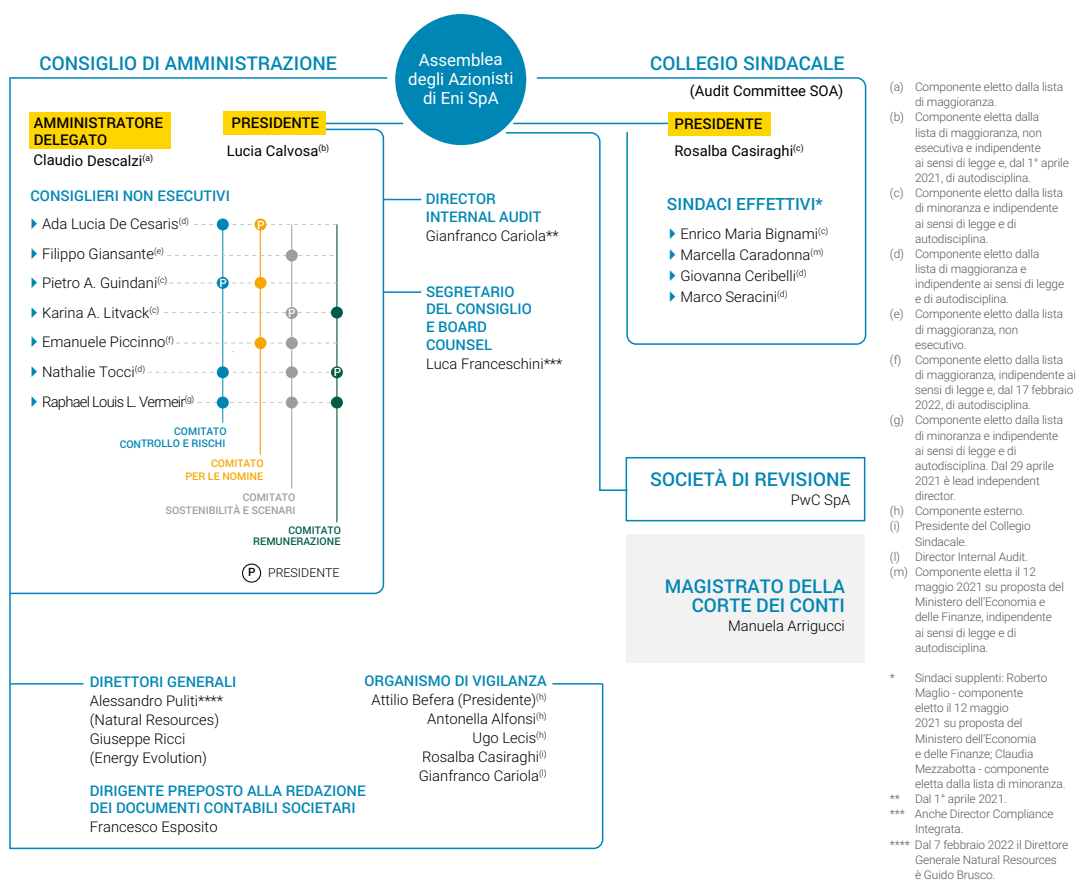 Assemblea
degli Azionisti
di Eni SpA
CONSIGLIO DI AMMINISTRAZIONE
AMMINISTRATORE
DELEGATO
Claudio Descalzi(a)
PRESIDENTE
Lucia Calvosa(b)
CONSIGLIERI NON ESECUTIVI
Ada Lucia De Cesaris(d)
P
Filippo Giansante(e)
Pietro A. Guindani(c)
P
Karina A. Litvack(c)
P
Emanuele Piccinno(f)
Nathalie Tocci(d)
P
Raphael Louis L. Vermeir(g)
COMITATO
CONTROLLO E RISCHI
COMITATO
PER LE NOMINE
COMITATO
SOSTENIBILITÀ E SCENARI
COMITATO
REMUNERAZIONE
P PRESIDENTE
DIRECTOR
INTERNAL AUDIT
Gianfranco Cariola**
SEGRETARIO
DEL CONSIGLIO
E BOARD
COUNSEL
Luca Franceschini***
COLLEGIO SINDACALE
(Audit Committee SOA)
PRESIDENTE
Rosalba Casiraghi(c)
SINDACI EFFETTIVI*
Enrico Maria Bignami(c)
Marcella Caradonna(m)
Giovanna Ceribelli(d)
Marco Seracini(d)
SOCIETÀ DI REVISIONE
PwC SpA
MAGISTRATO DELLA
CORTE DEI CONTI
Manuela Arrigucci
DIRETTORI GENERALI
Alessandro Puliti****
(Natural Resources)
Giuseppe Ricci
(Energy Evolution)
DIRIGENTE PREPOSTO ALLA REDAZIONE
DEI DOCUMENTI CONTABILI SOCIETARI
Francesco Esposito
ORGANISMO DI VIGILANZA
Attilio Befera (Presidente)(h)
Antonella Alfonsi(h)
Ugo Lecis(h)
Rosalba Casiraghi(i)
Gianfranco Cariola(l)
(a) Componente eletto dalla lista
di maggioranza.
(b) Componente eletta dalla
lista di maggioranza, non
esecutiva e indipendente
ai sensi di legge e, dal 1° aprile
2021, di autodisciplina.
(c) Componente eletto dalla lista
di minoranza e indipendente
ai sensi di legge e di
autodisciplina.
(d) Componente eletto dalla
lista di maggioranza e
indipendente ai sensi di legge
e di autodisciplina.
(e) Componente eletto dalla lista
di maggioranza, non
esecutivo.
(f) Componente eletto dalla lista
di maggioranza, indipendente ai
sensi di legge e, dal 17 febbraio
2022, di autodisciplina.
(g) Componente eletto dalla lista
di minoranza e indipendente
ai sensi di legge e di
autodisciplina. Dal 29 aprile
2021 è lead independent
director.
(h) Componente esterno.
(i) Presidente del Collegio
Sindacale.
(l) Director Internal Audit.
(m) Componente eletta il 12
maggio 2021 su proposta del
Ministero dell'Economia e
delle Finanze, indipendente
ai sensi di legge e di
autodisciplina.
* Sindaci supplenti: Roberto
Maglio - componente
eletto il 12 maggio
2021 su proposta del
Ministero dell'Economia
e delle Finanze; Claudia
Mezzabotta - componente
eletta dalla lista di minoranza.
** Dal 1° aprile 2021.
*** Anche Director Compliance
Integrata.
**** Dal 7 febbraio 2022 il Direttore
Generale Natural Resources
è Guido Brusco.